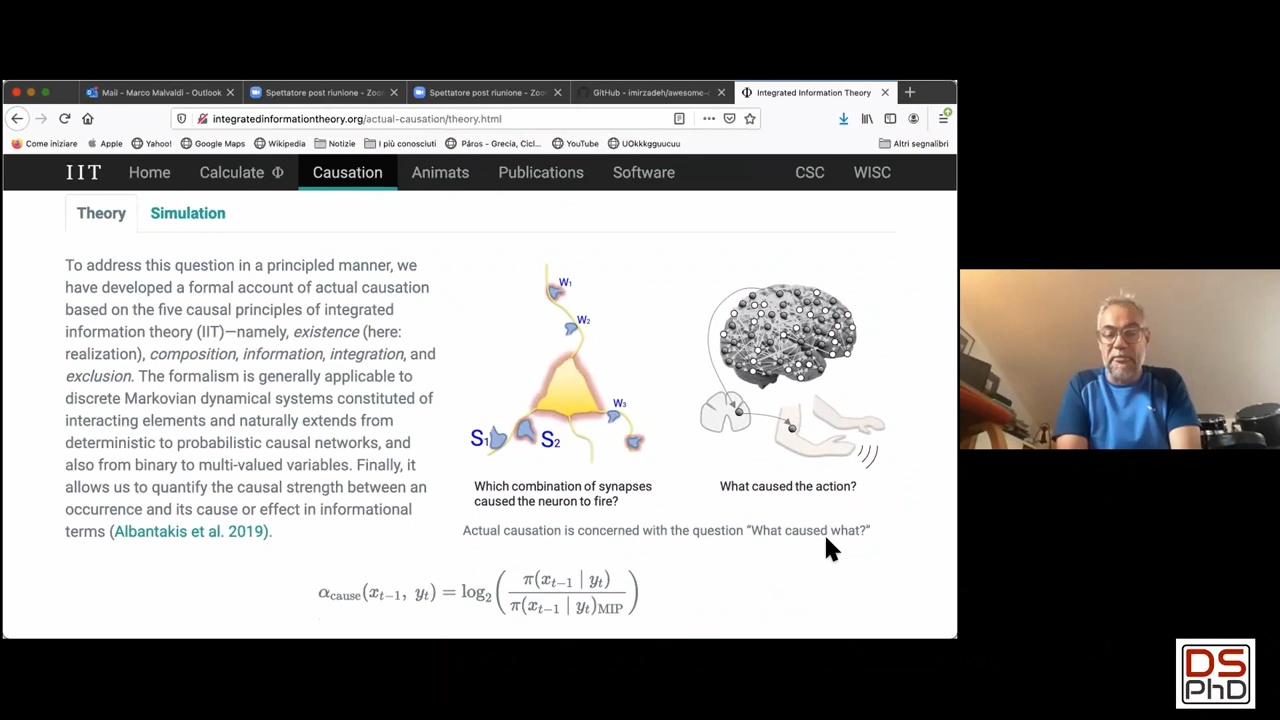 Mail - Marco Malvaldi - Outlook
Spettatore post riunione - Zoo
Spettatore post riunione - Zoo
GitHub - imirzadeh/awesome-
Integrated Information Theory
integratedinformationtheory.org/actual-causation/theory.html
Come iniziare Apple Yahoo! Google Maps Wikipedia Notizie I più conosciuti Páros - Grecia, Cicl... YouTube UOkkkgguucuu Altri segnalibri
IIT Home Calculate Φ Causation Animats Publications Software CSC WISC
Theory Simulation
To address this question in a principled manner, we
have developed a formal account of actual causation
based on the five causal principles of integrated
information theory (IIT)—namely, existence (here:
realization), composition, information, integration, and
exclusion. The formalism is generally applicable to
discrete Markovian dynamical systems constituted of
interacting elements and naturally extends from
deterministic to probabilistic causal networks, and
also from binary to multi-valued variables. Finally, it
allows us to quantify the causal strength between an
occurrence and its cause or effect in informational
terms (Albantakis et al. 2019).
W₁
W₂
W₃
S₁ S₂
Which combination of synapses
caused the neuron to fire?
What caused the action?
Actual causation is concerned with the question "What caused what?"
α_cause(x_{t−1}, y_t) = log₂(π(x_{t−1} | y_t) / π(x_{t−1} | y_t)_MIP)
DS
PhD